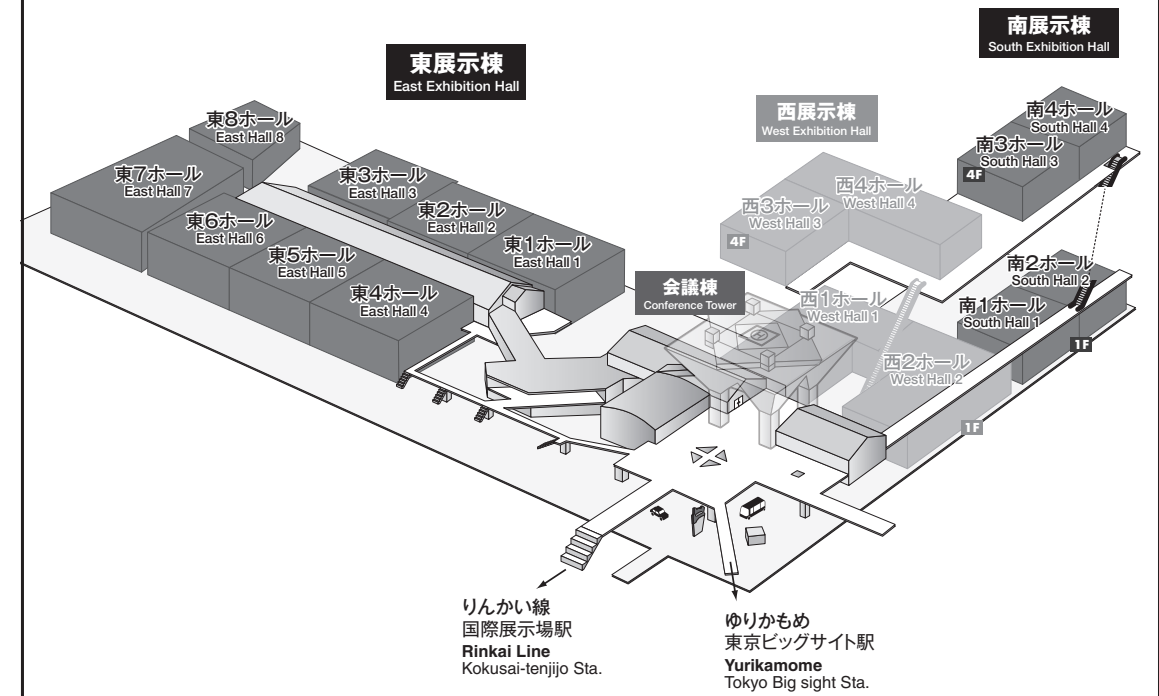 南展示棟
South Exhibition Hall
東展示棟
East Exhibition Hall
西展示棟
West Exhibition Hall
東8ホール
East Hall 8
東7ホール
East Hall 7
東6ホール
East Hall 6
東5ホール
East Hall 5
東4ホール
East Hall 4
東3ホール
East Hall 3
東2ホール
East Hall 2
東1ホール
East Hall 1
南4ホール
South Hall 4
南3ホール
South Hall 3
4F
西4ホール
West Hall 4
西3ホール
West Hall 3
4F
会議棟
Conference Tower
西1ホール
West Hall 1
西2ホール
West Hall 2
1F
南2ホール
South Hall 2
南1ホール
South Hall 1
1F
りんかい線
国際展示場駅
Rinkai Line
Kokusai-tenjijo Sta.
ゆりかもめ
東京ビッグサイト駅
Yurikamome
Tokyo Big sight Sta.